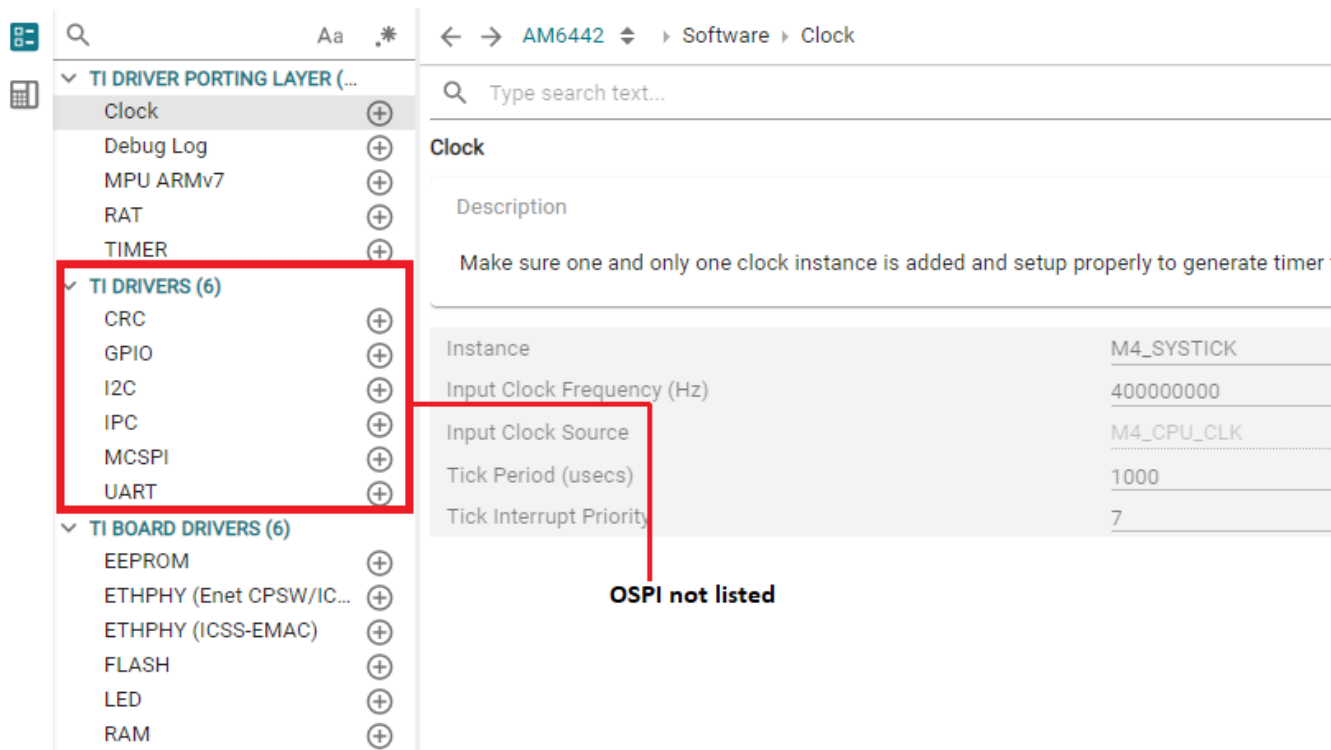 Aa .*
AM6442 Software Clock
TI DRIVER PORTING LAYER (...
Type search text...
Clock
Debug Log
Clock
MPU ARMv7
RAT
Description
TIMER
Make sure one and only one clock instance is added and setup properly to generate timer
TI DRIVERS (6)
CRC
GPIO
I2C
IPC
MCSPI
UART
Instance M4_SYSTICK
Input Clock Frequency (Hz) 400000000
Input Clock Source M4_CPU_CLK
Tick Period (usecs) 1000
Tick Interrupt Priority 7
TI BOARD DRIVERS (6)
EEPROM
ETHPHY (Enet CPSW/IC...
ETHPHY (ICSS-EMAC)
FLASH
LED
RAM
OSPI not listed